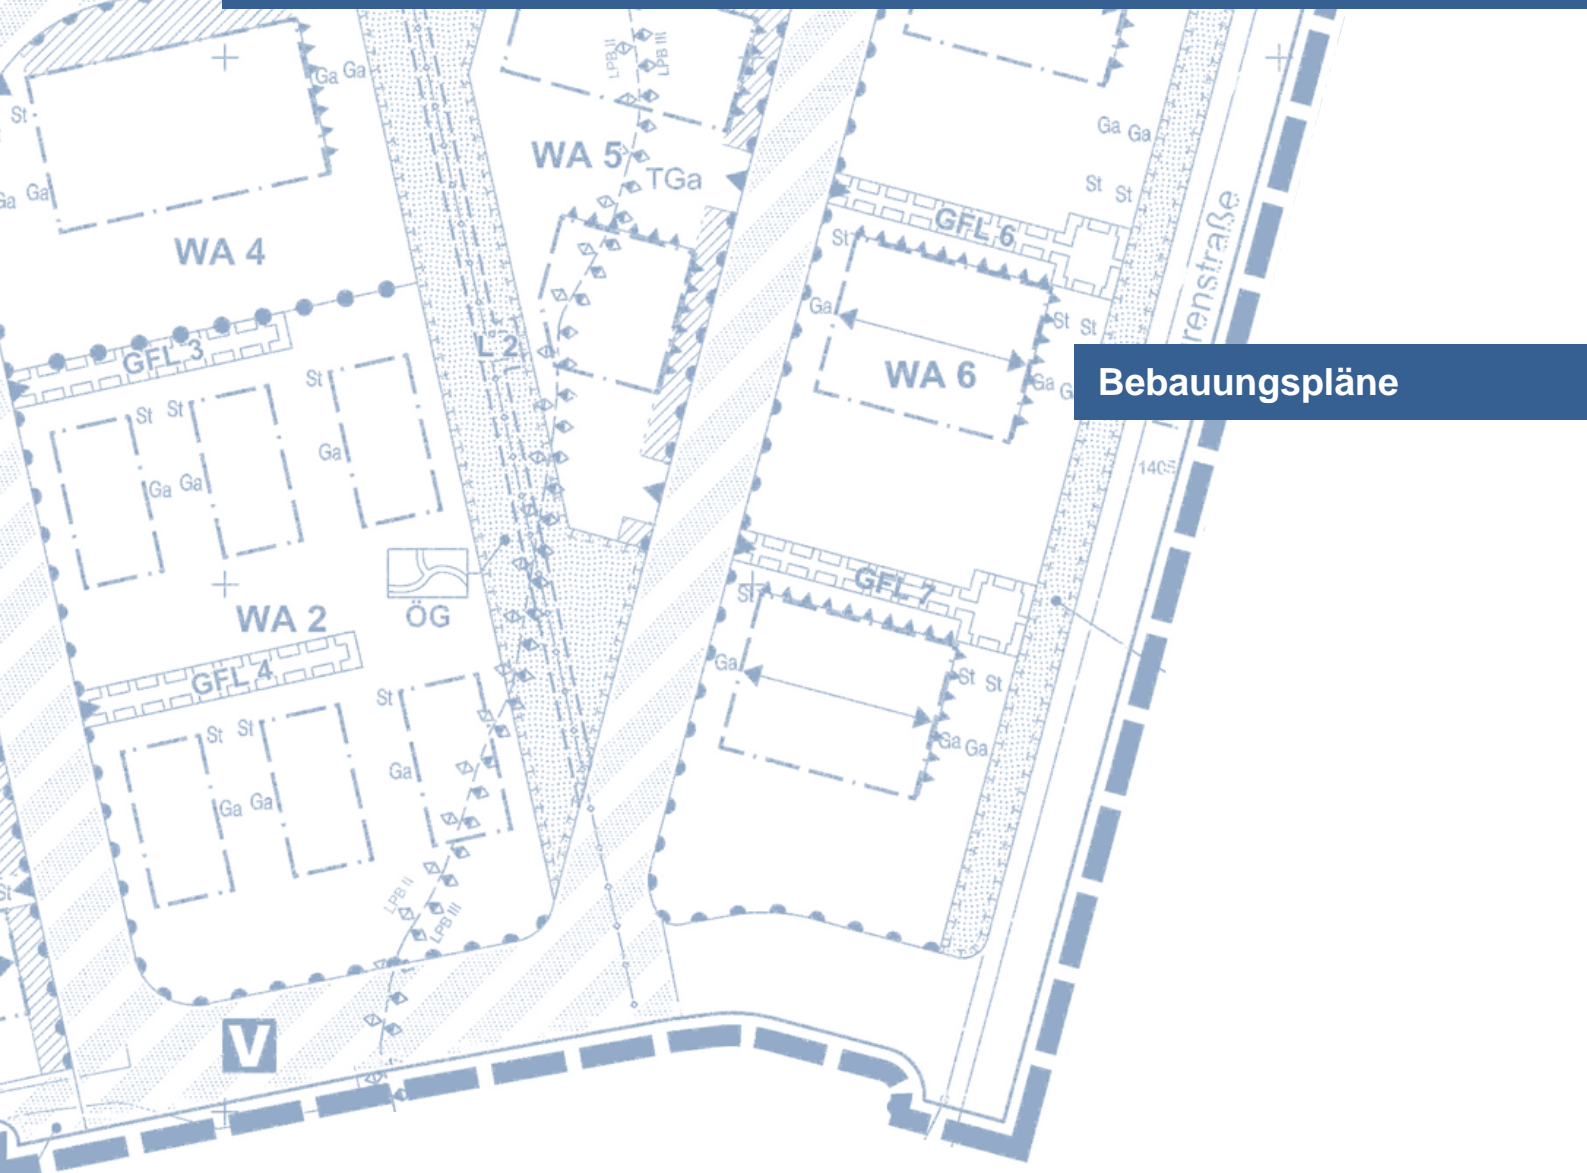 LPB II
LPB III
Ga Ga
St
Ga Ga
St St
WA 5
TGa
Ga Ga
WA 4
GFL 6
St
Ga
St St
GFL 3
L 2
WA 6
Ga
Bebauungspläne
St
St St
Ga
Ga Ga
1405
ÖG
WA 2
GFL 7
St
GFL 4
Ga
St St
St
St St
Ga Ga
Ga
Ga Ga
LPB II
LPB III
St
V